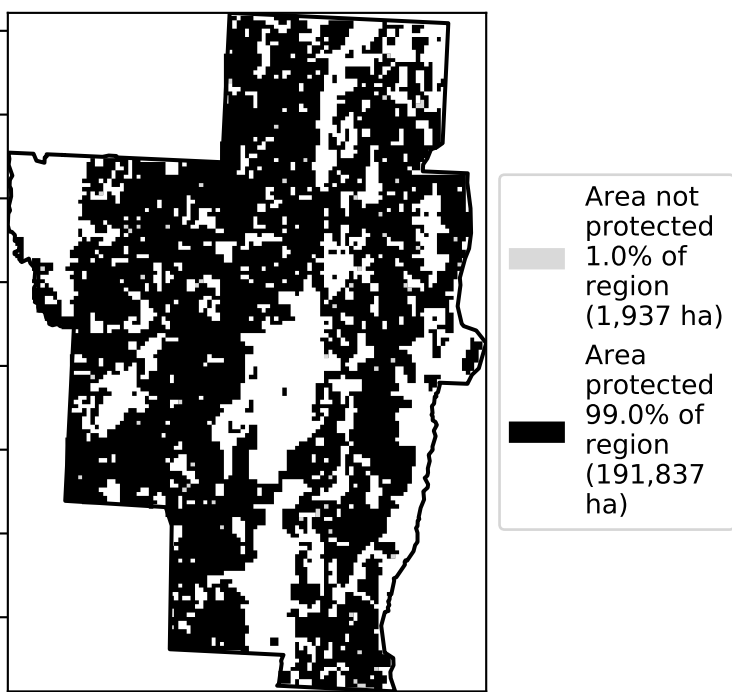 Area not
protected
1.0% of
region
(1,937 ha)
Area
protected
99.0% of
region
(191,837
ha)